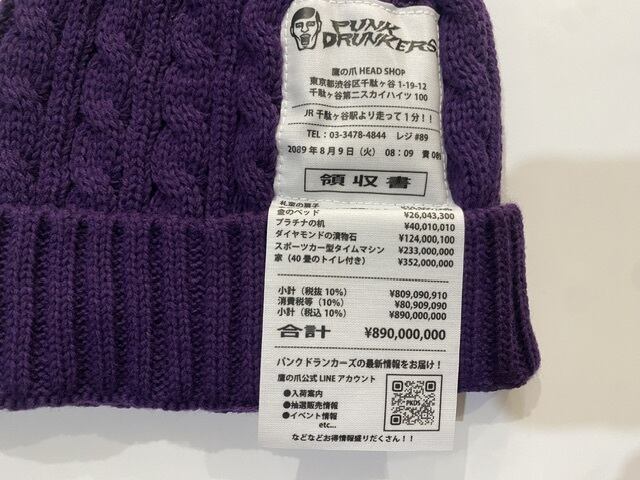 PUNK
DRUNKERS
鷹の爪 HEAD SHOP
東京都渋谷区千駄ヶ谷 1-19-12
千駄ヶ谷第二スカイハイツ 100
JR 千駄ヶ谷駅より走って 1 分！！
TEL：03-3478-4844 レジ #89
2089 年 8 月 9 日（火） 08：09 責
領収書
金のベッド ¥26,043,300
プラチナの机 ¥40,010,010
ダイヤモンドの漬物石 ¥124,000,100
スポーツカー型タイムマシン ¥233,000,000
家（40 畳のトイレ付き） ¥352,000,000
小計（税抜 10%） ¥809,090,910
消費税等（10%） ¥80,909,090
小計（税込 10%） ¥890,000,000
合計 ¥890,000,000
パンクドランカーズの最新情報をお届け！
鷹の爪公式 LINE アカウント
●入荷案内
●抽選販売情報
●イベント情報
etc...
PKDS
などなどお得情報盛りだくさん！！